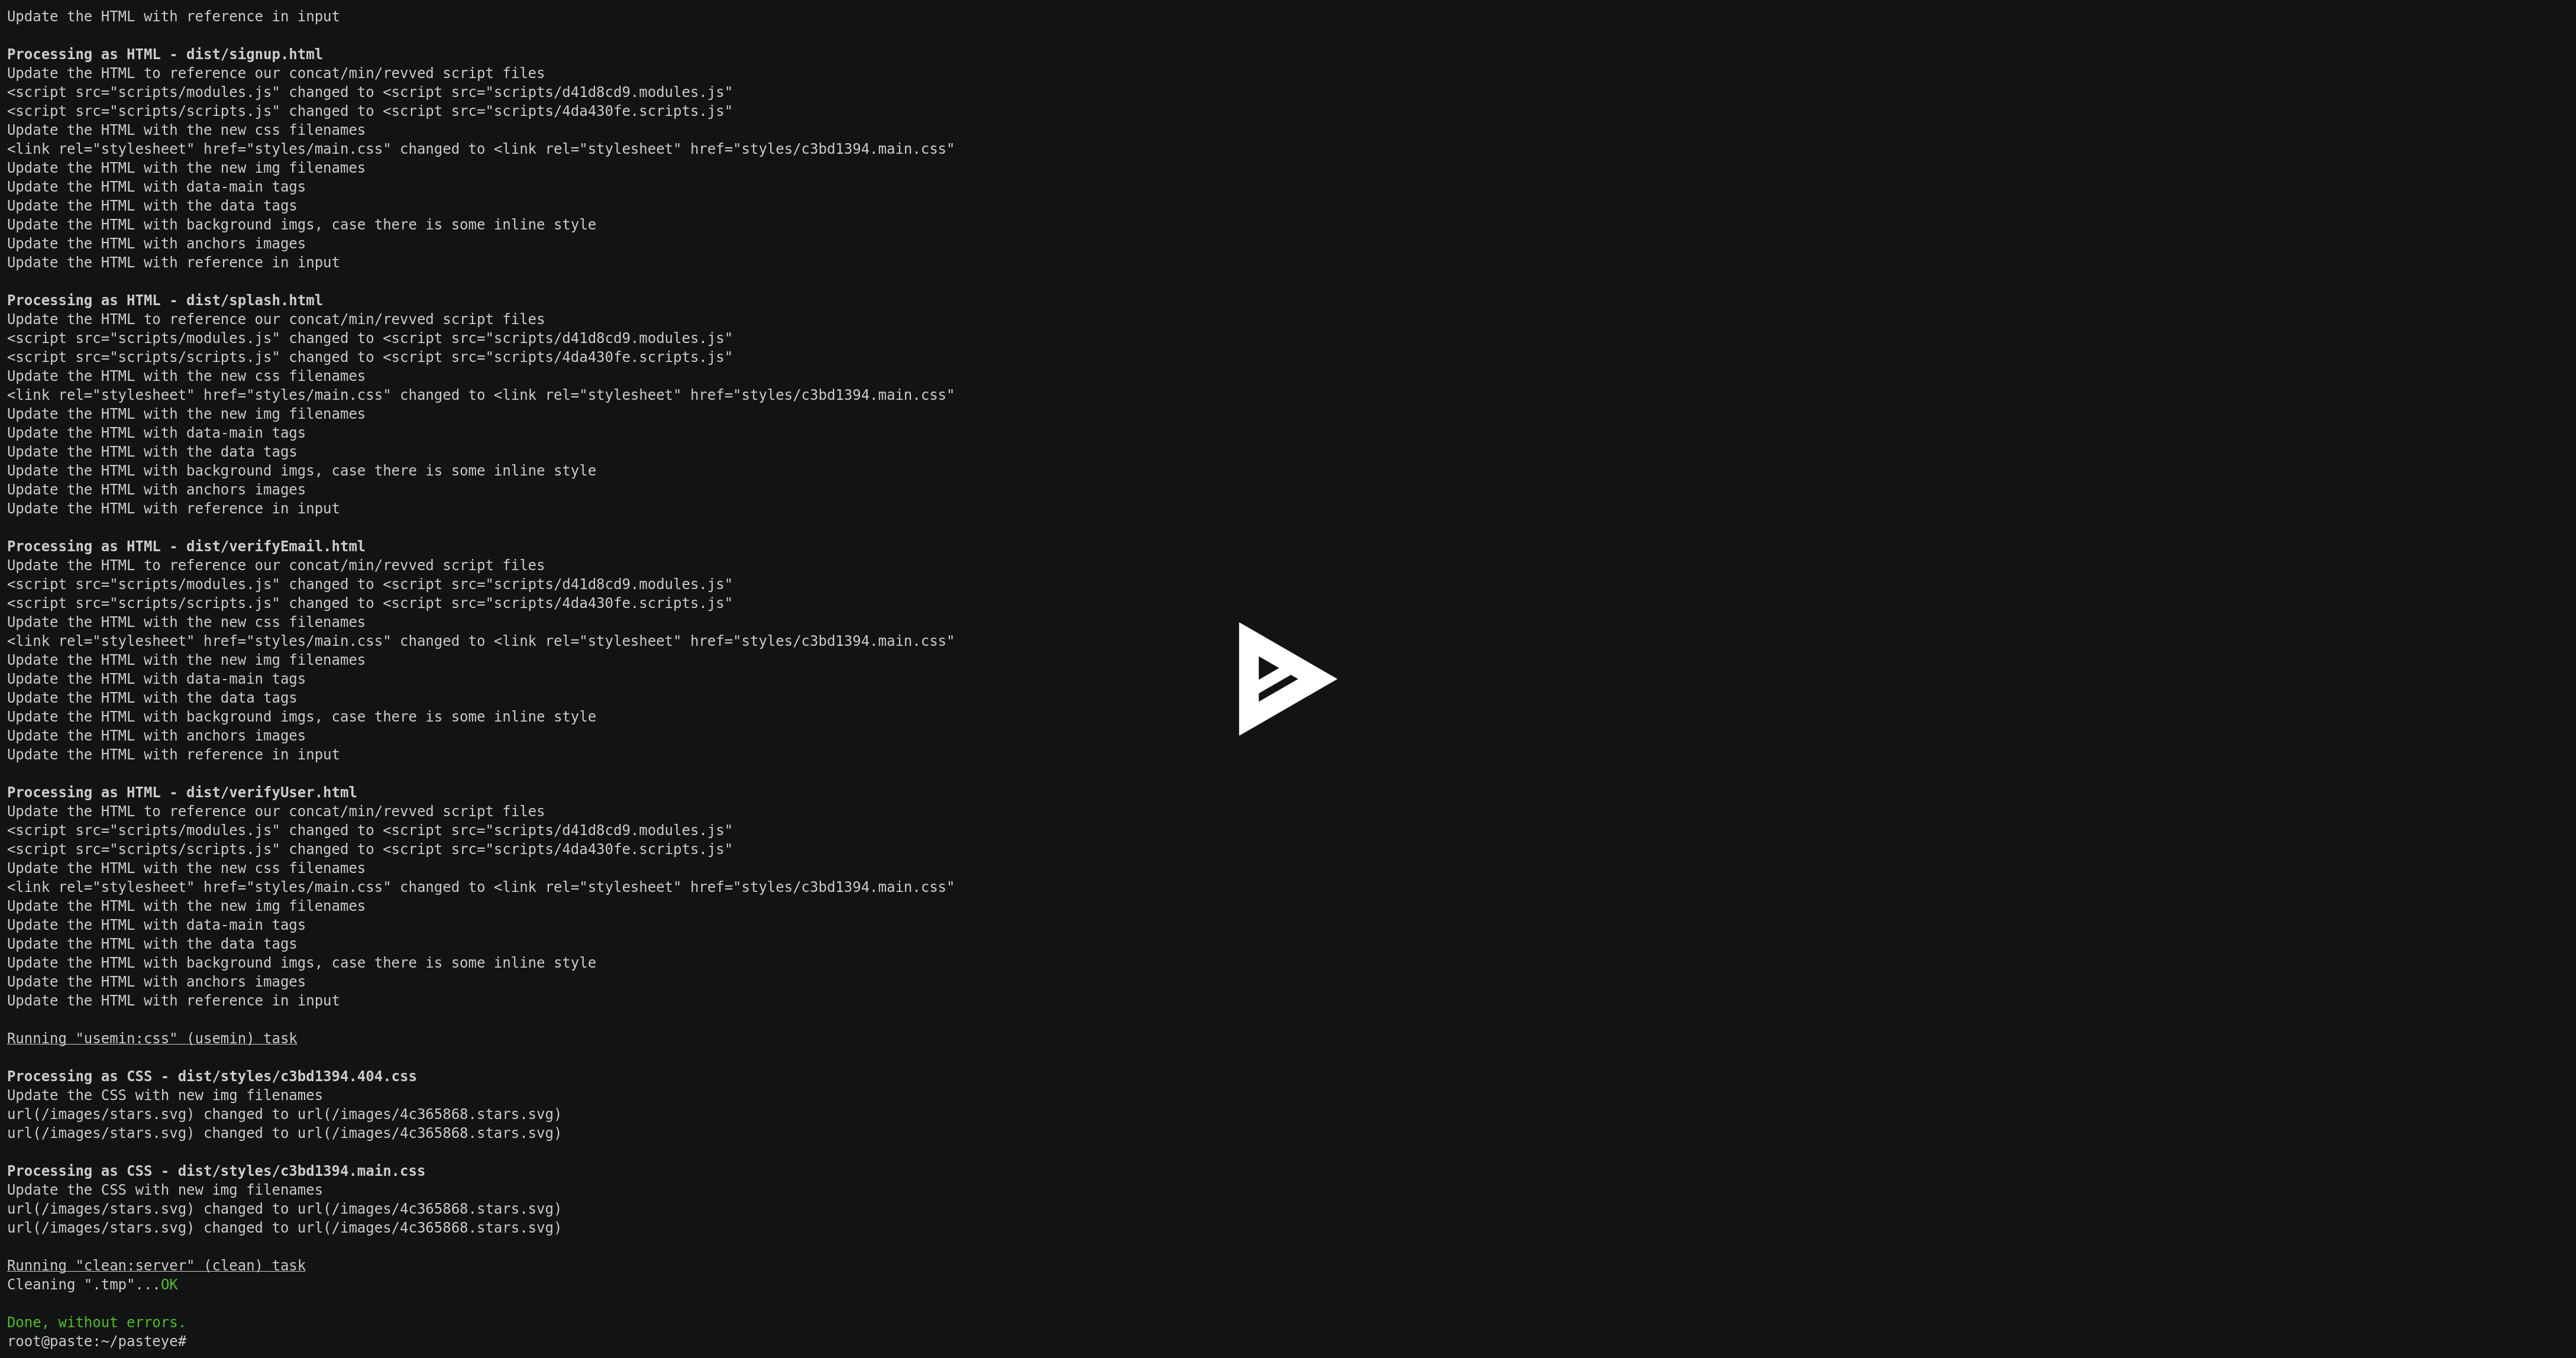 Update the HTML with reference in input

Processing as HTML - dist/signup.html
Update the HTML to reference our concat/min/revved script files
<script src="scripts/modules.js" changed to <script src="scripts/d41d8cd9.modules.js"
<script src="scripts/scripts.js" changed to <script src="scripts/4da430fe.scripts.js"
Update the HTML with the new css filenames
<link rel="stylesheet" href="styles/main.css" changed to <link rel="stylesheet" href="styles/c3bd1394.main.css"
Update the HTML with the new img filenames
Update the HTML with data-main tags
Update the HTML with the data tags
Update the HTML with background imgs, case there is some inline style
Update the HTML with anchors images
Update the HTML with reference in input

Processing as HTML - dist/splash.html
Update the HTML to reference our concat/min/revved script files
<script src="scripts/modules.js" changed to <script src="scripts/d41d8cd9.modules.js"
<script src="scripts/scripts.js" changed to <script src="scripts/4da430fe.scripts.js"
Update the HTML with the new css filenames
<link rel="stylesheet" href="styles/main.css" changed to <link rel="stylesheet" href="styles/c3bd1394.main.css"
Update the HTML with the new img filenames
Update the HTML with data-main tags
Update the HTML with the data tags
Update the HTML with background imgs, case there is some inline style
Update the HTML with anchors images
Update the HTML with reference in input

Processing as HTML - dist/verifyEmail.html
Update the HTML to reference our concat/min/revved script files
<script src="scripts/modules.js" changed to <script src="scripts/d41d8cd9.modules.js"
<script src="scripts/scripts.js" changed to <script src="scripts/4da430fe.scripts.js"
Update the HTML with the new css filenames
<link rel="stylesheet" href="styles/main.css" changed to <link rel="stylesheet" href="styles/c3bd1394.main.css"
Update the HTML with the new img filenames
Update the HTML with data-main tags
Update the HTML with the data tags
Update the HTML with background imgs, case there is some inline style
Update the HTML with anchors images
Update the HTML with reference in input

Processing as HTML - dist/verifyUser.html
Update the HTML to reference our concat/min/revved script files
<script src="scripts/modules.js" changed to <script src="scripts/d41d8cd9.modules.js"
<script src="scripts/scripts.js" changed to <script src="scripts/4da430fe.scripts.js"
Update the HTML with the new css filenames
<link rel="stylesheet" href="styles/main.css" changed to <link rel="stylesheet" href="styles/c3bd1394.main.css"
Update the HTML with the new img filenames
Update the HTML with data-main tags
Update the HTML with the data tags
Update the HTML with background imgs, case there is some inline style
Update the HTML with anchors images
Update the HTML with reference in input

Running "usemin:css" (usemin) task

Processing as CSS - dist/styles/c3bd1394.404.css
Update the CSS with new img filenames
url(/images/stars.svg) changed to url(/images/4c365868.stars.svg)
url(/images/stars.svg) changed to url(/images/4c365868.stars.svg)

Processing as CSS - dist/styles/c3bd1394.main.css
Update the CSS with new img filenames
url(/images/stars.svg) changed to url(/images/4c365868.stars.svg)
url(/images/stars.svg) changed to url(/images/4c365868.stars.svg)

Running "clean:server" (clean) task
Cleaning ".tmp"...OK

Done, without errors.
root@paste:~/pasteye#